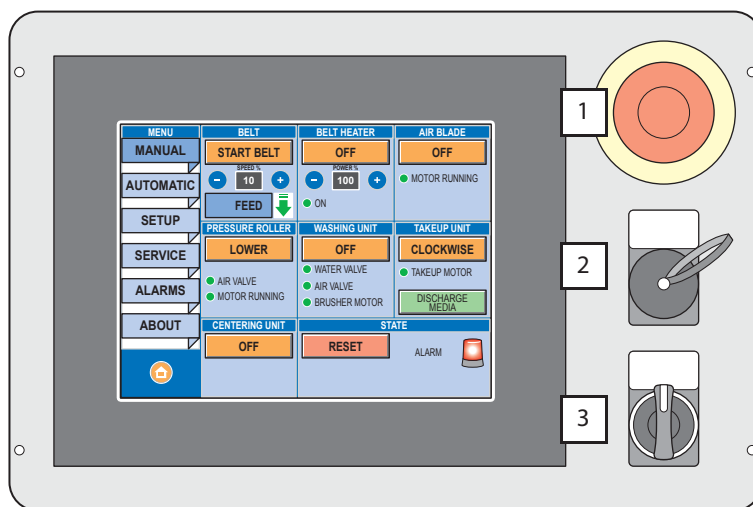 MENU
MANUAL
AUTOMATIC
SETUP
SERVICE
ALARMS
ABOUT
BELT
START BELT
SPEED %
- 10 +
FEED
BELT HEATER
OFF
POWER %
- 100 +
ON
AIR BLADE
OFF
MOTOR RUNNING
PRESSURE ROLLER
LOWER
AIR VALVE
MOTOR RUNNING
WASHING UNIT
OFF
WATER VALVE
AIR VALVE
BRUSHER MOTOR
TAKEUP UNIT
CLOCKWISE
TAKEUP MOTOR
DISCHARGE
MEDIA
CENTERING UNIT
OFF
STATE
RESET
ALARM
1
2
3